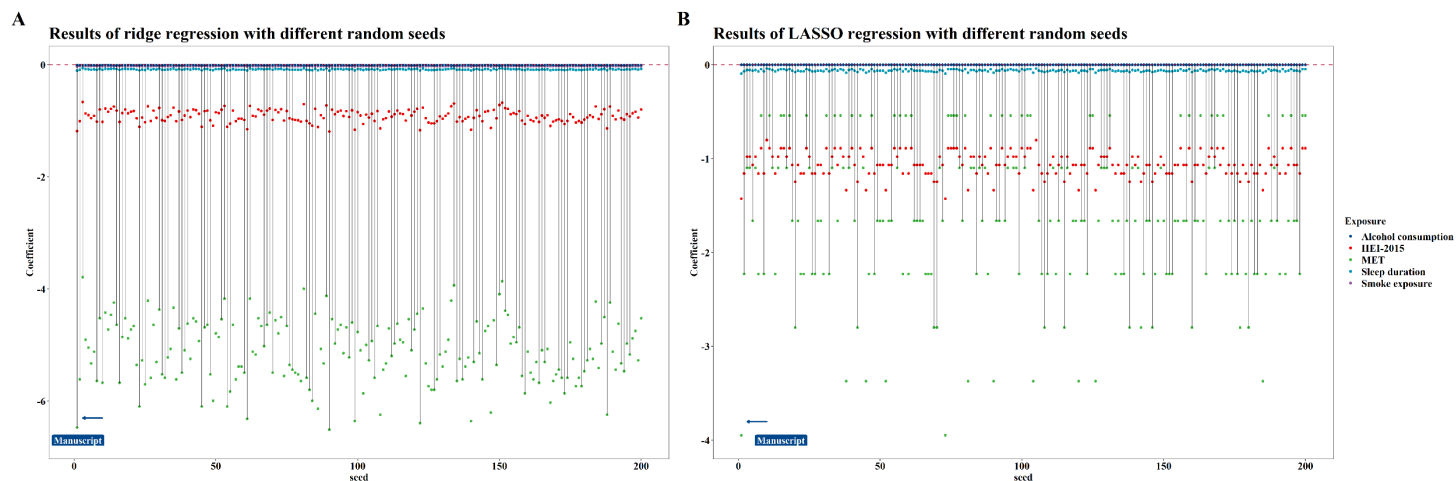 A
Results of ridge regression with different random seeds
0
-2
-4
-6
Coefficient
Manuscript
0
50
100
150
200
seed
B
Results of LASSO regression with different random seeds
0
-1
-2
-3
-4
Coefficient
Manuscript
0
50
100
150
200
seed
Exposure
Alcohol consumption
HEI-2015
MET
Sleep duration
Smoke exposure